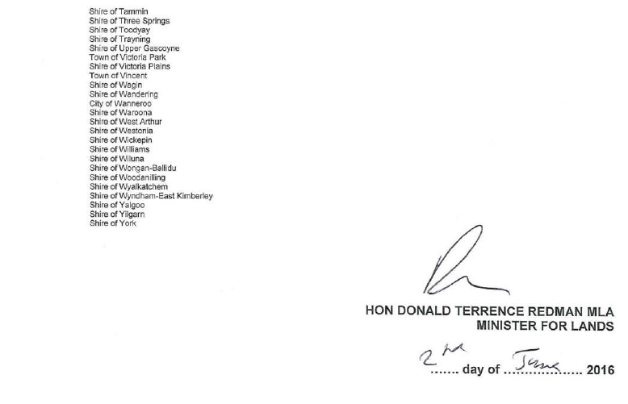 Shire of Tammin
Shire of Three Springs
Shire of Toodyay
Shire of Trayning
Shire of Upper Gascoyne
Town of Victoria Park
Shire of Victoria Plains
Town of Vincent
Shire of Wagin
Shire of Wandering
City of Wanneroo
Shire of Waroona
Shire of West Arthur
Shire of Westonia
Shire of Wickepin
Shire of Williams
Shire of Wiluna
Shire of Wongan-Ballidu
Shire of Woodanilling
Shire of Wyalkatchem
Shire of Wyndham-East Kimberley
Shire of Yalgoo
Shire of Yilgarn
Shire of York
HON DONALD TERRENCE REDMAN MLA
MINISTER FOR LANDS
2nd day of June 2016